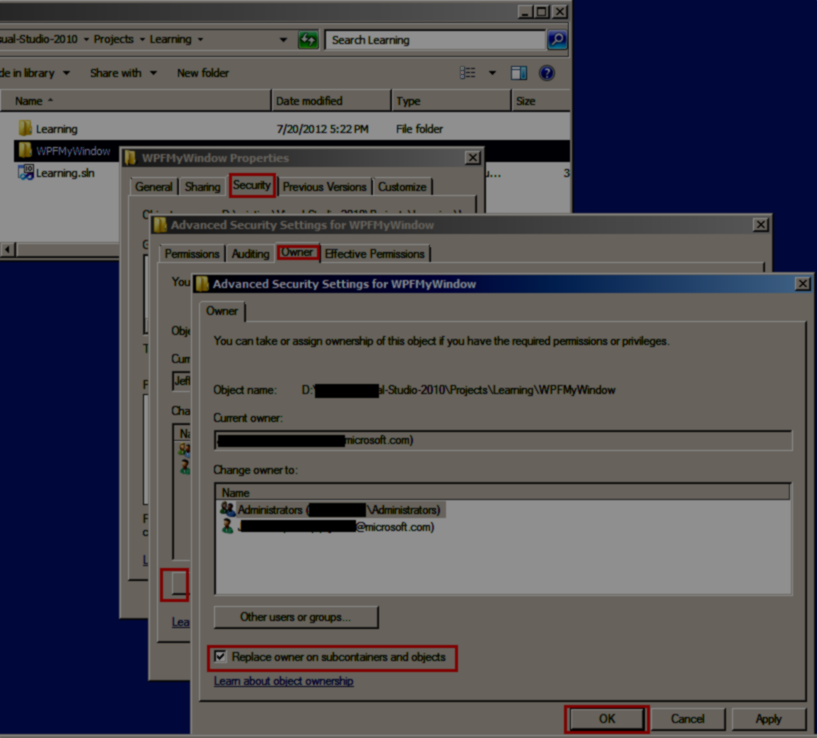 ual-Studio-2010 Projects Learning Search Learning
de in library Share with New folder
Name Date modified Type Size
Learning 7/20/2012 5:22 PM File folder
WPFMyWindow
Learning.sln u... 3
WPFMyWindow Properties
General Sharing Security Previous Versions Customize
Advanced Security Settings for WPFMyWindow
Permissions Auditing Owner Effective Permissions
You
Obje
Curr
Jeff
Cha
Na
Lea
Advanced Security Settings for WPFMyWindow
Owner
You can take or assign ownership of this object if you have the required permissions or privileges.
Object name: D:\ al-Studio-2010\Projects\Learning\WPFMyWindow
Current owner:
microsoft.com)
Change owner to:
Name
Administrators ( \Administrators)
J @microsoft.com)
Other users or groups...
Replace owner on subcontainers and objects
Learn about object ownership
OK Cancel Apply